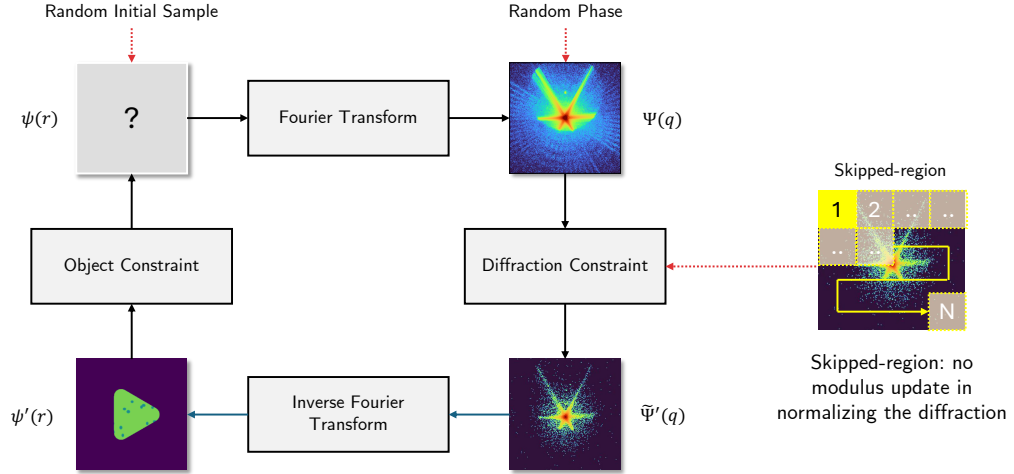 Random Initial Sample
Random Phase
ψ(r)
?
Fourier Transform
Ψ(q)
Skipped-region
1
2
..
..
..
..
N
Object Constraint
Diffraction Constraint
Skipped-region: no
modulus update in
normalizing the diffraction
ψ′(r)
Inverse Fourier
Transform
Ψ̃′(q)